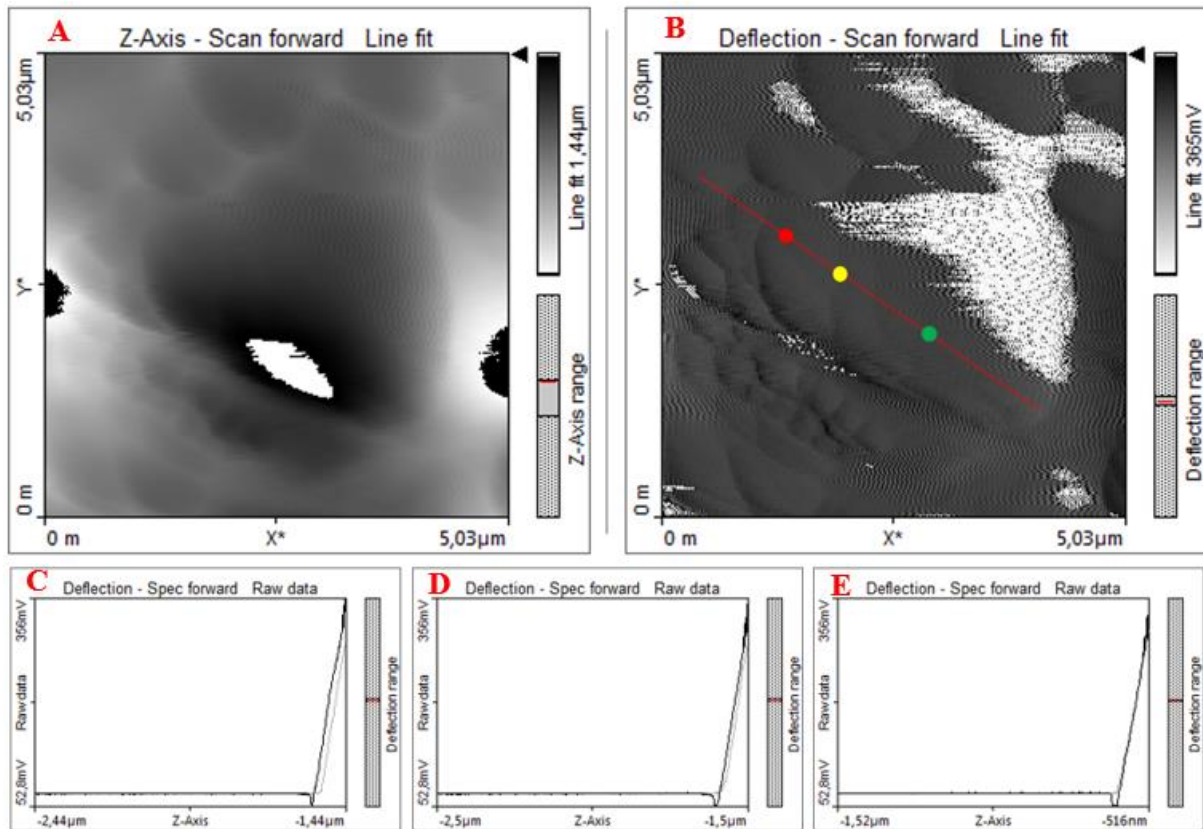 A
Z-Axis - Scan forward Line fit
5,03µm
Y*
0 m
0 m
X*
5,03µm
Line fit 1,44µm
Z-Axis range
B
Deflection - Scan forward Line fit
5,03µm
Y*
0 m
0 m
X*
5,03µm
Line fit 365mV
Deflection range
C
Deflection - Spec forward Raw data
356mV
Raw data
52,8mV
-2,44µm
Z-Axis
-1,44µm
Deflection range
D
Deflection - Spec forward Raw data
356mV
Raw data
52,8mV
-2,5µm
Z-Axis
-1,5µm
Deflection range
E
Deflection - Spec forward Raw data
356mV
Raw data
52,8mV
-1,52µm
Z-Axis
-516nm
Deflection range